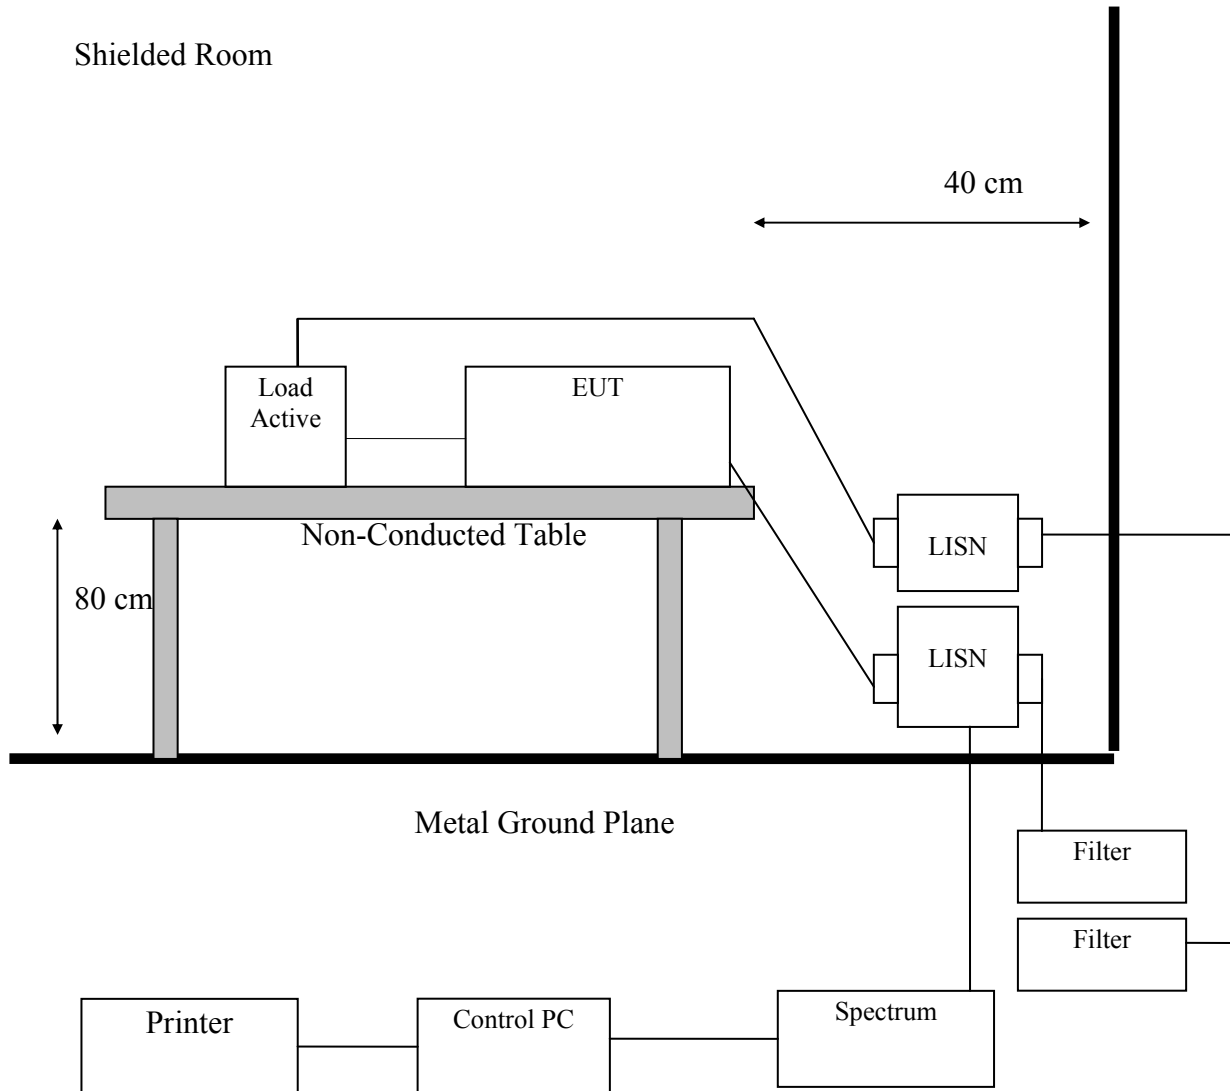 Shielded Room
40 cm
Load
Active
EUT
Non-Conducted Table
LISN
80 cm
LISN
Metal Ground Plane
Filter
Filter
Printer
Control PC
Spectrum